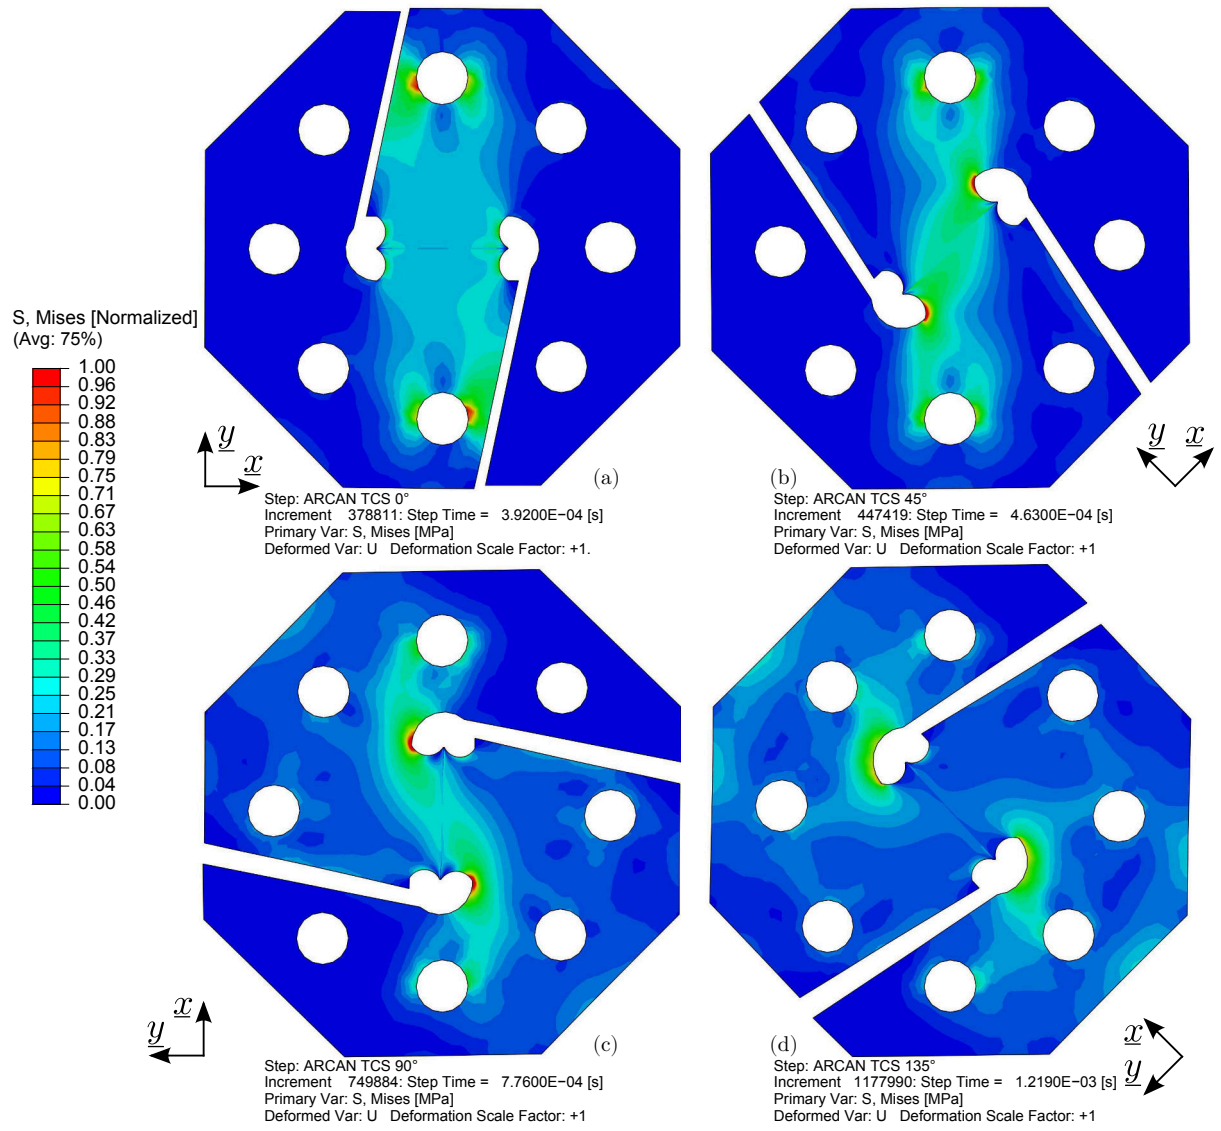 S, Mises [Normalized]
(Avg: 75%)
1.00
0.96
0.92
0.88
0.83
0.79
0.75
0.71
0.67
0.63
0.58
0.54
0.50
0.46
0.42
0.37
0.33
0.29
0.25
0.21
0.17
0.13
0.08
0.04
0.00
y
x
(a)
Step: ARCAN TCS 0°
Increment 378811: Step Time = 3.9200E−04 [s]
Primary Var: S, Mises [MPa]
Deformed Var: U Deformation Scale Factor: +1.
y x
(b)
Step: ARCAN TCS 45°
Increment 447419: Step Time = 4.6300E−04 [s]
Primary Var: S, Mises [MPa]
Deformed Var: U Deformation Scale Factor: +1
x
y
(c)
Step: ARCAN TCS 90°
Increment 749884: Step Time = 7.7600E−04 [s]
Primary Var: S, Mises [MPa]
Deformed Var: U Deformation Scale Factor: +1
x
y
(d)
Step: ARCAN TCS 135°
Increment 1177990: Step Time = 1.2190E−03 [s]
Primary Var: S, Mises [MPa]
Deformed Var: U Deformation Scale Factor: +1